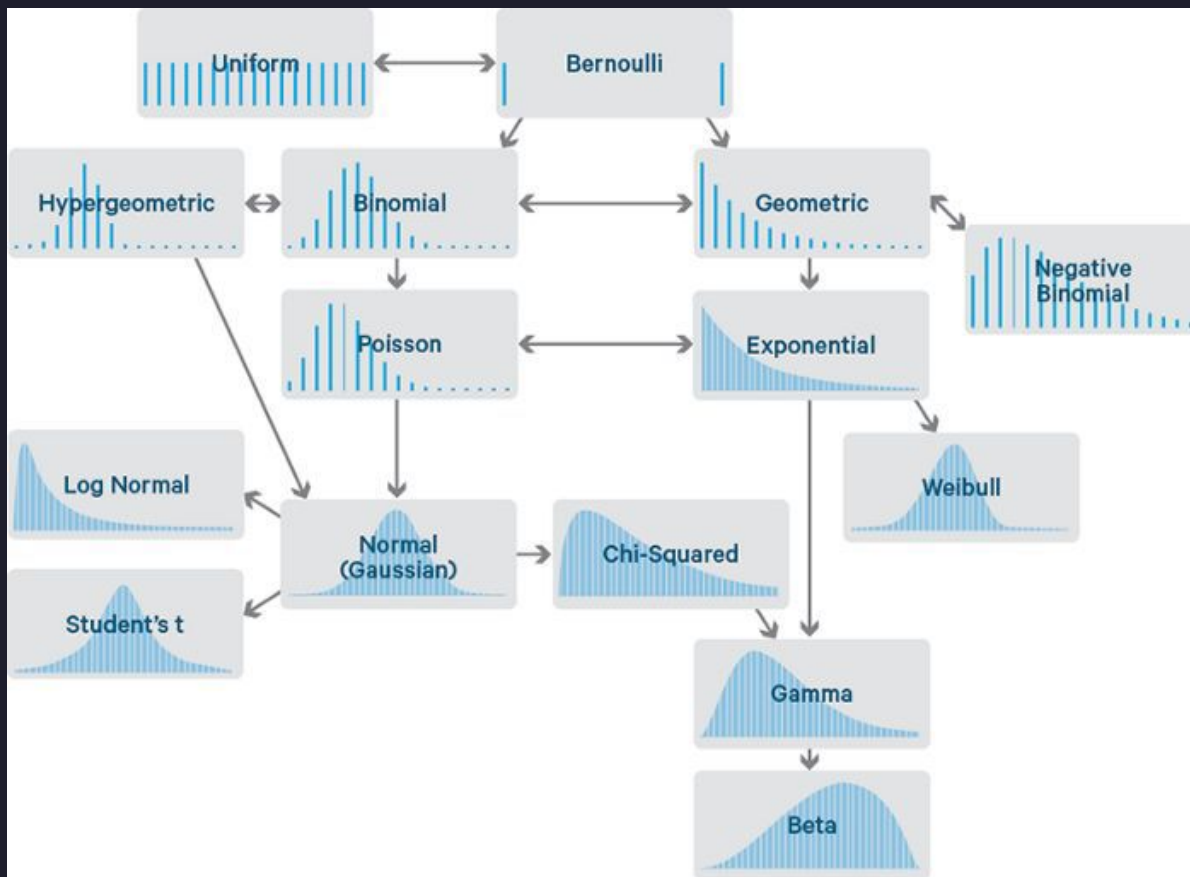 Uniform
Bernoulli
Hypergeometric
Binomial
Geometric
Negative
Binomial
Poisson
Exponential
Log Normal
Weibull
Normal
(Gaussian)
Chi-Squared
Student's t
Gamma
Beta